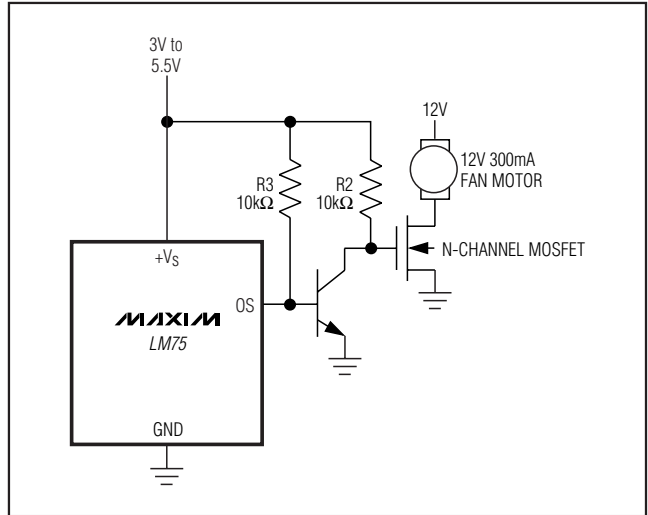 3V to
5.5V
12V
R3
10kΩ
R2
10kΩ
12V 300mA
FAN MOTOR
N-CHANNEL MOSFET
+VS
OS
MAXIM
LM75
GND